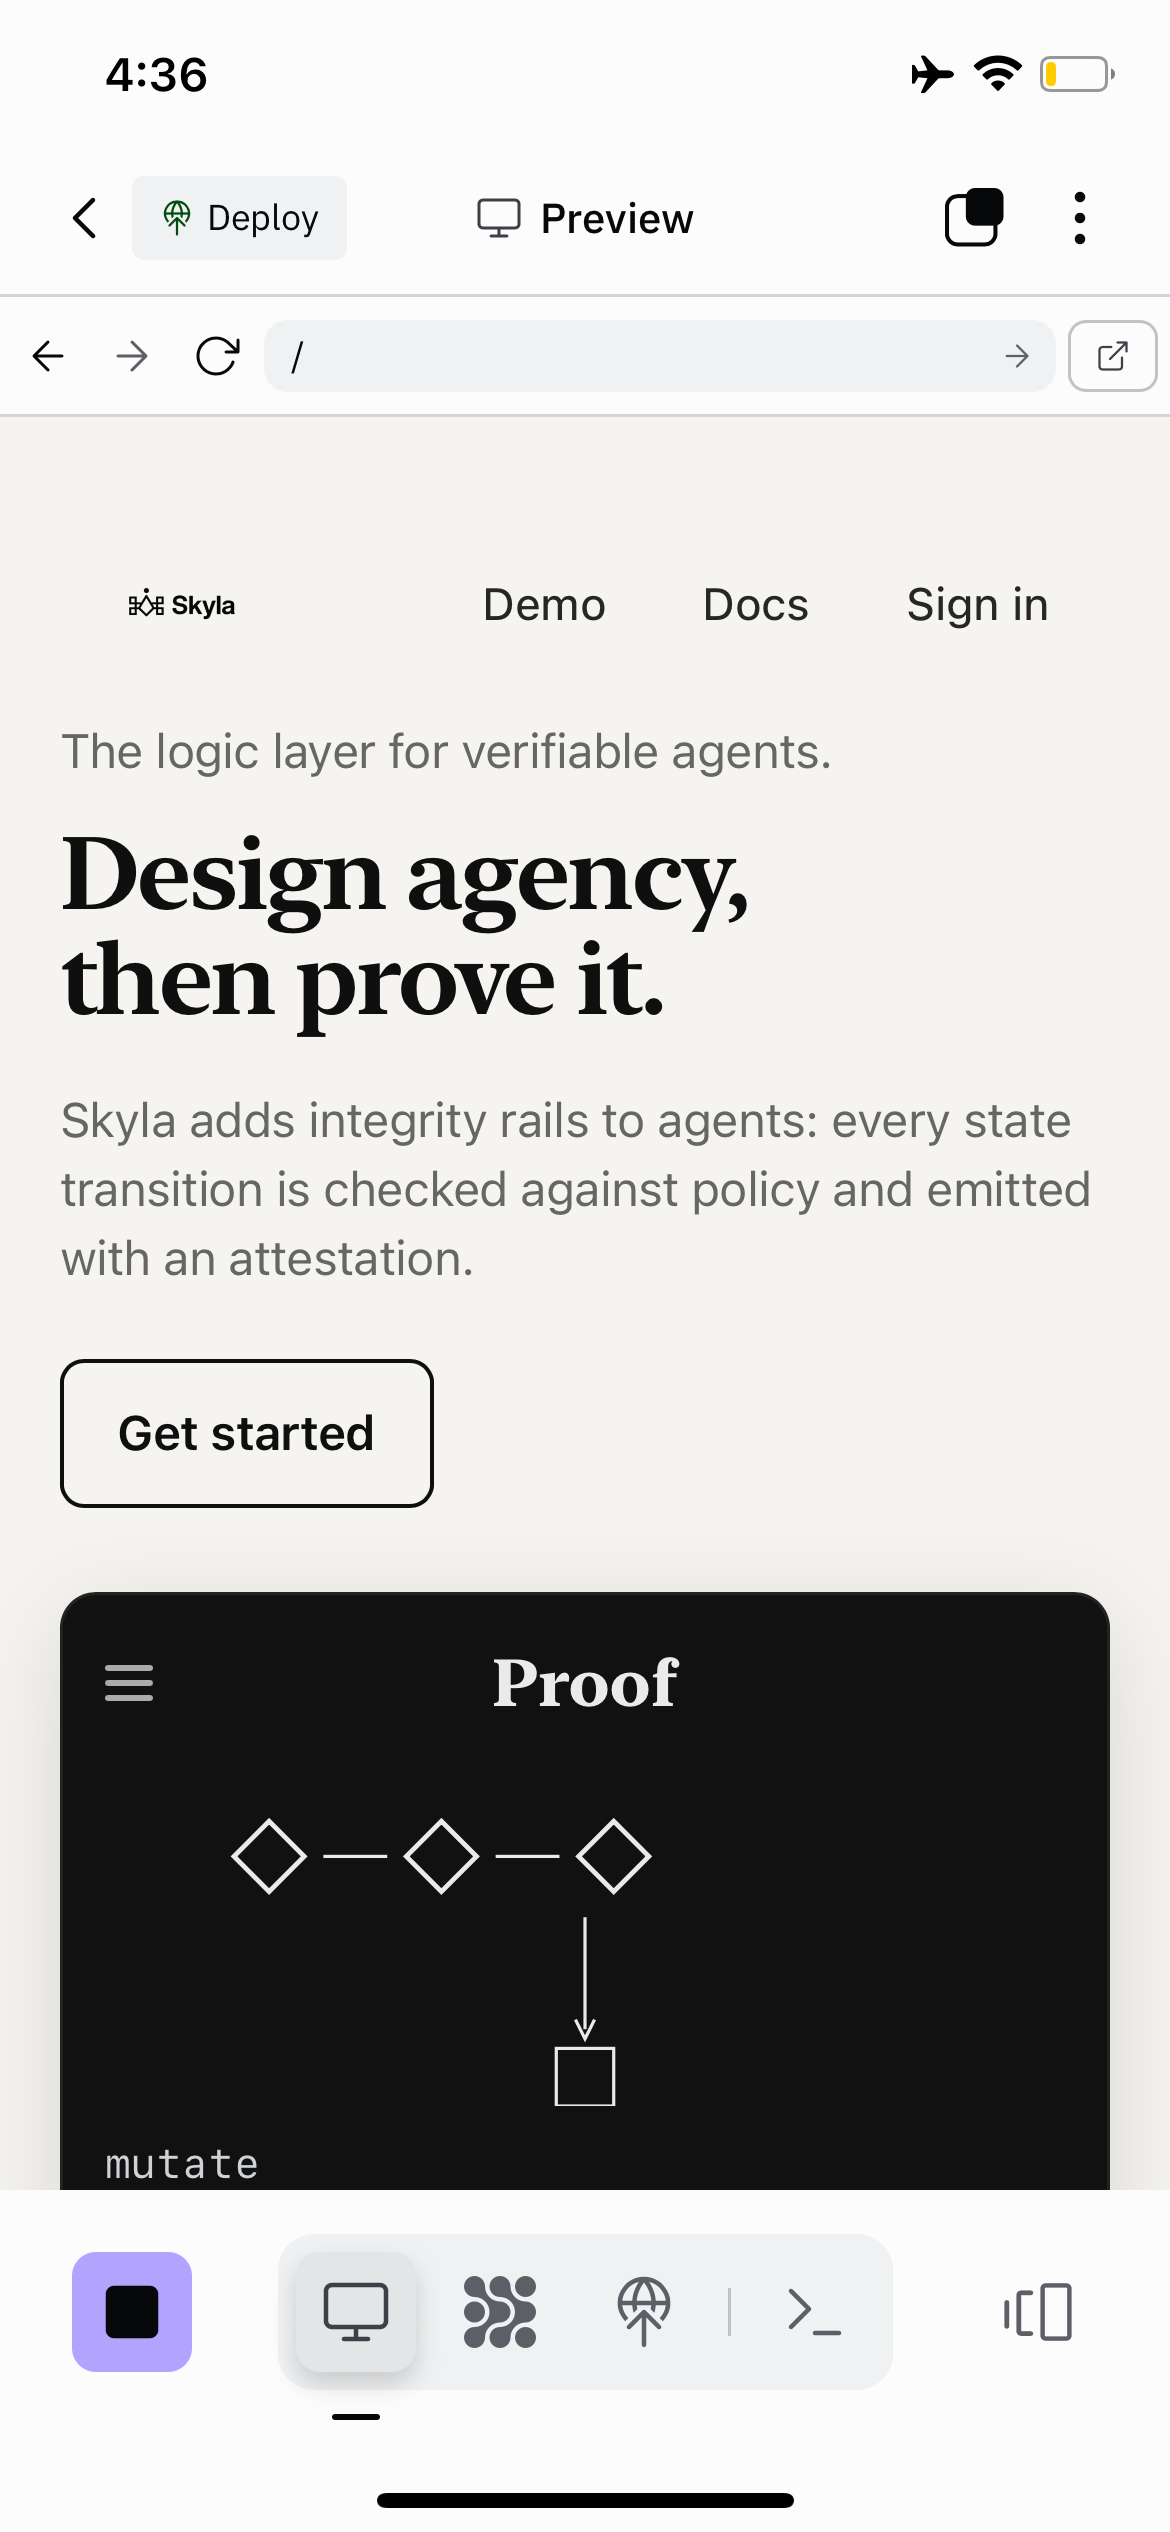 4:36
Deploy
Preview
/
Skyla
Demo
Docs
Sign in
The logic layer for verifiable agents.
Design agency,
then prove it.
Skyla adds integrity rails to agents: every state
transition is checked against policy and emitted
with an attestation.
Get started
Proof
mutate